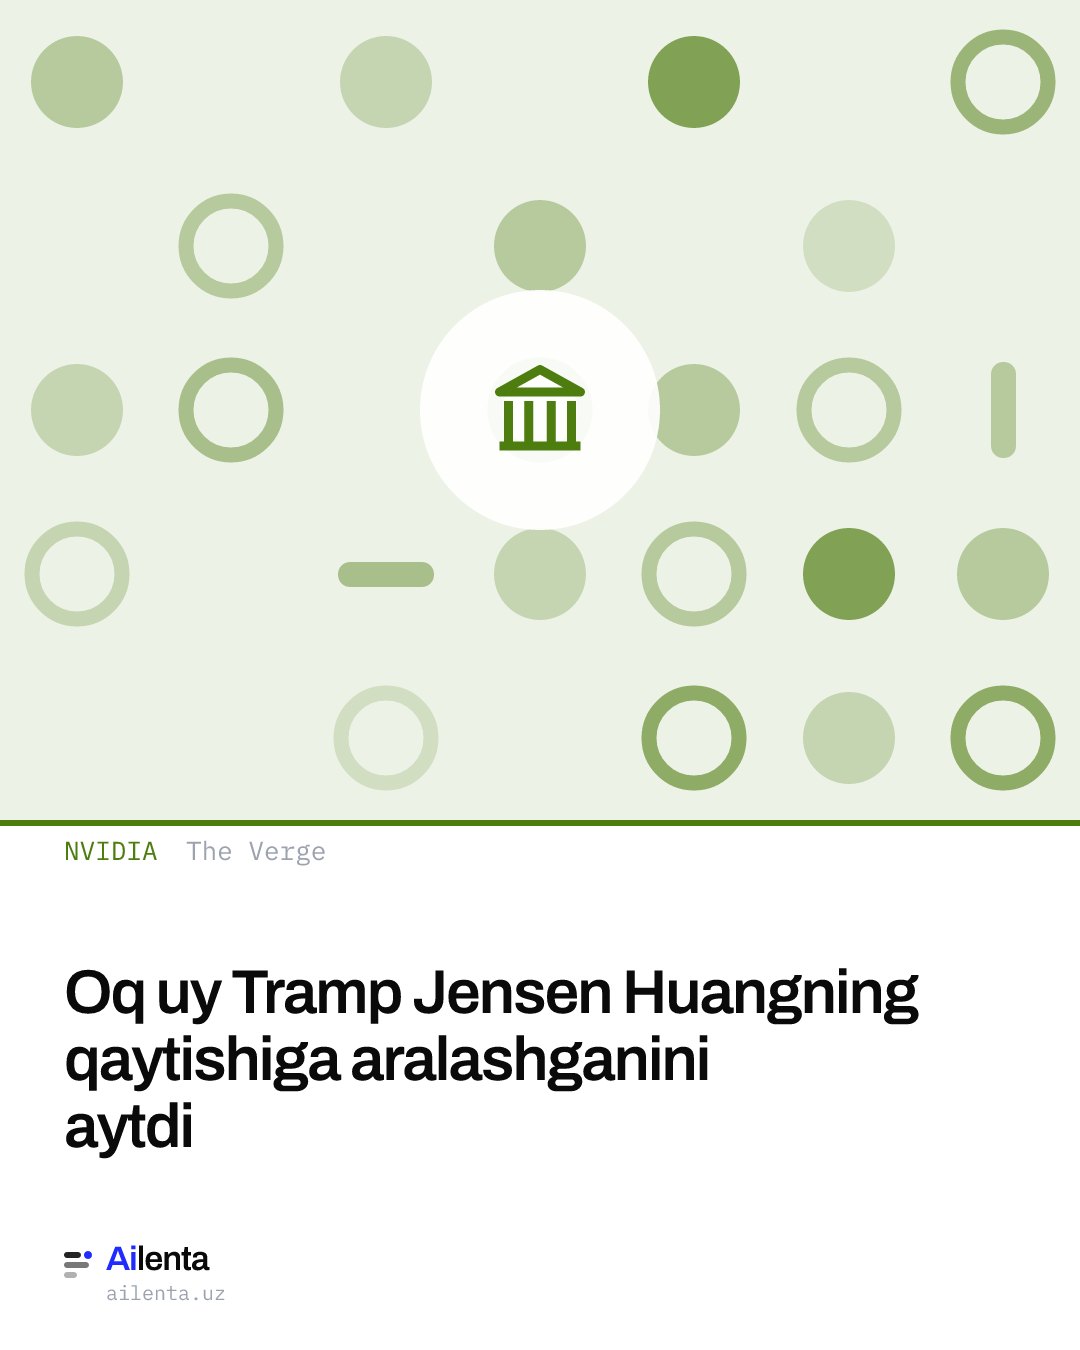 NVIDIA The Verge
Oq uy Tramp Jensen Huangning
qaytishiga aralashganini
aytdi
Ailenta
ailenta.uz